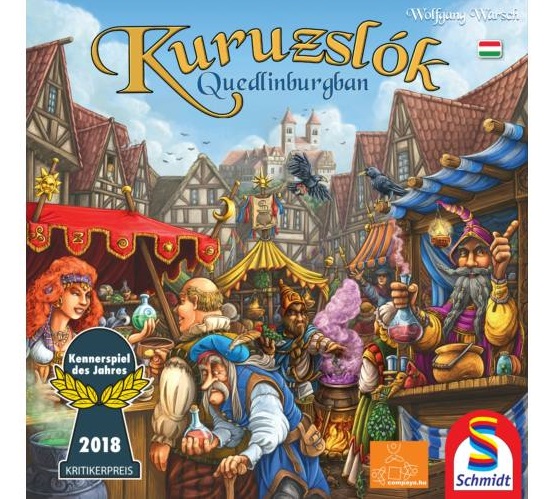 Wolfgang Warsch
Kuruzslók
Quedlinburgban
Kennerspiel
des Jahres
2018
KRITIKERPREIS
compaya.hu
Schmidt